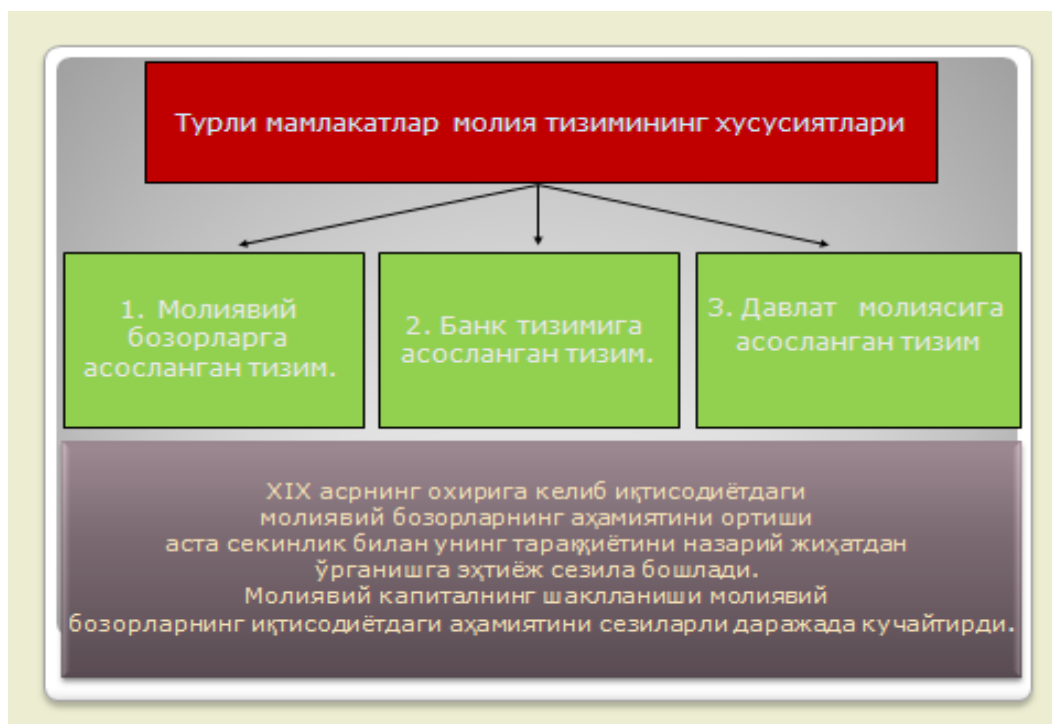 Турли мамлакатлар молия тизимининг хусусиятлари
1. Молиявий
бозорларга
асосланган тизим.
2. Банк тизимига
асосланган тизим.
3. Давлат молиясига
асосланган тизим
XIX асрнинг охирига келиб иқтисодиётдаги
молиявий бозорларнинг аҳамиятини ортиши
аста секинлик билан унинг тараққиётини назарий жиҳатдан
ўрганишга эҳтиёж сезила бошлади.
Молиявий капиталнинг шаклланиши молиявий
бозорларнинг иқтисодиётдаги аҳамиятини сезиларли даражада кучайтирди.